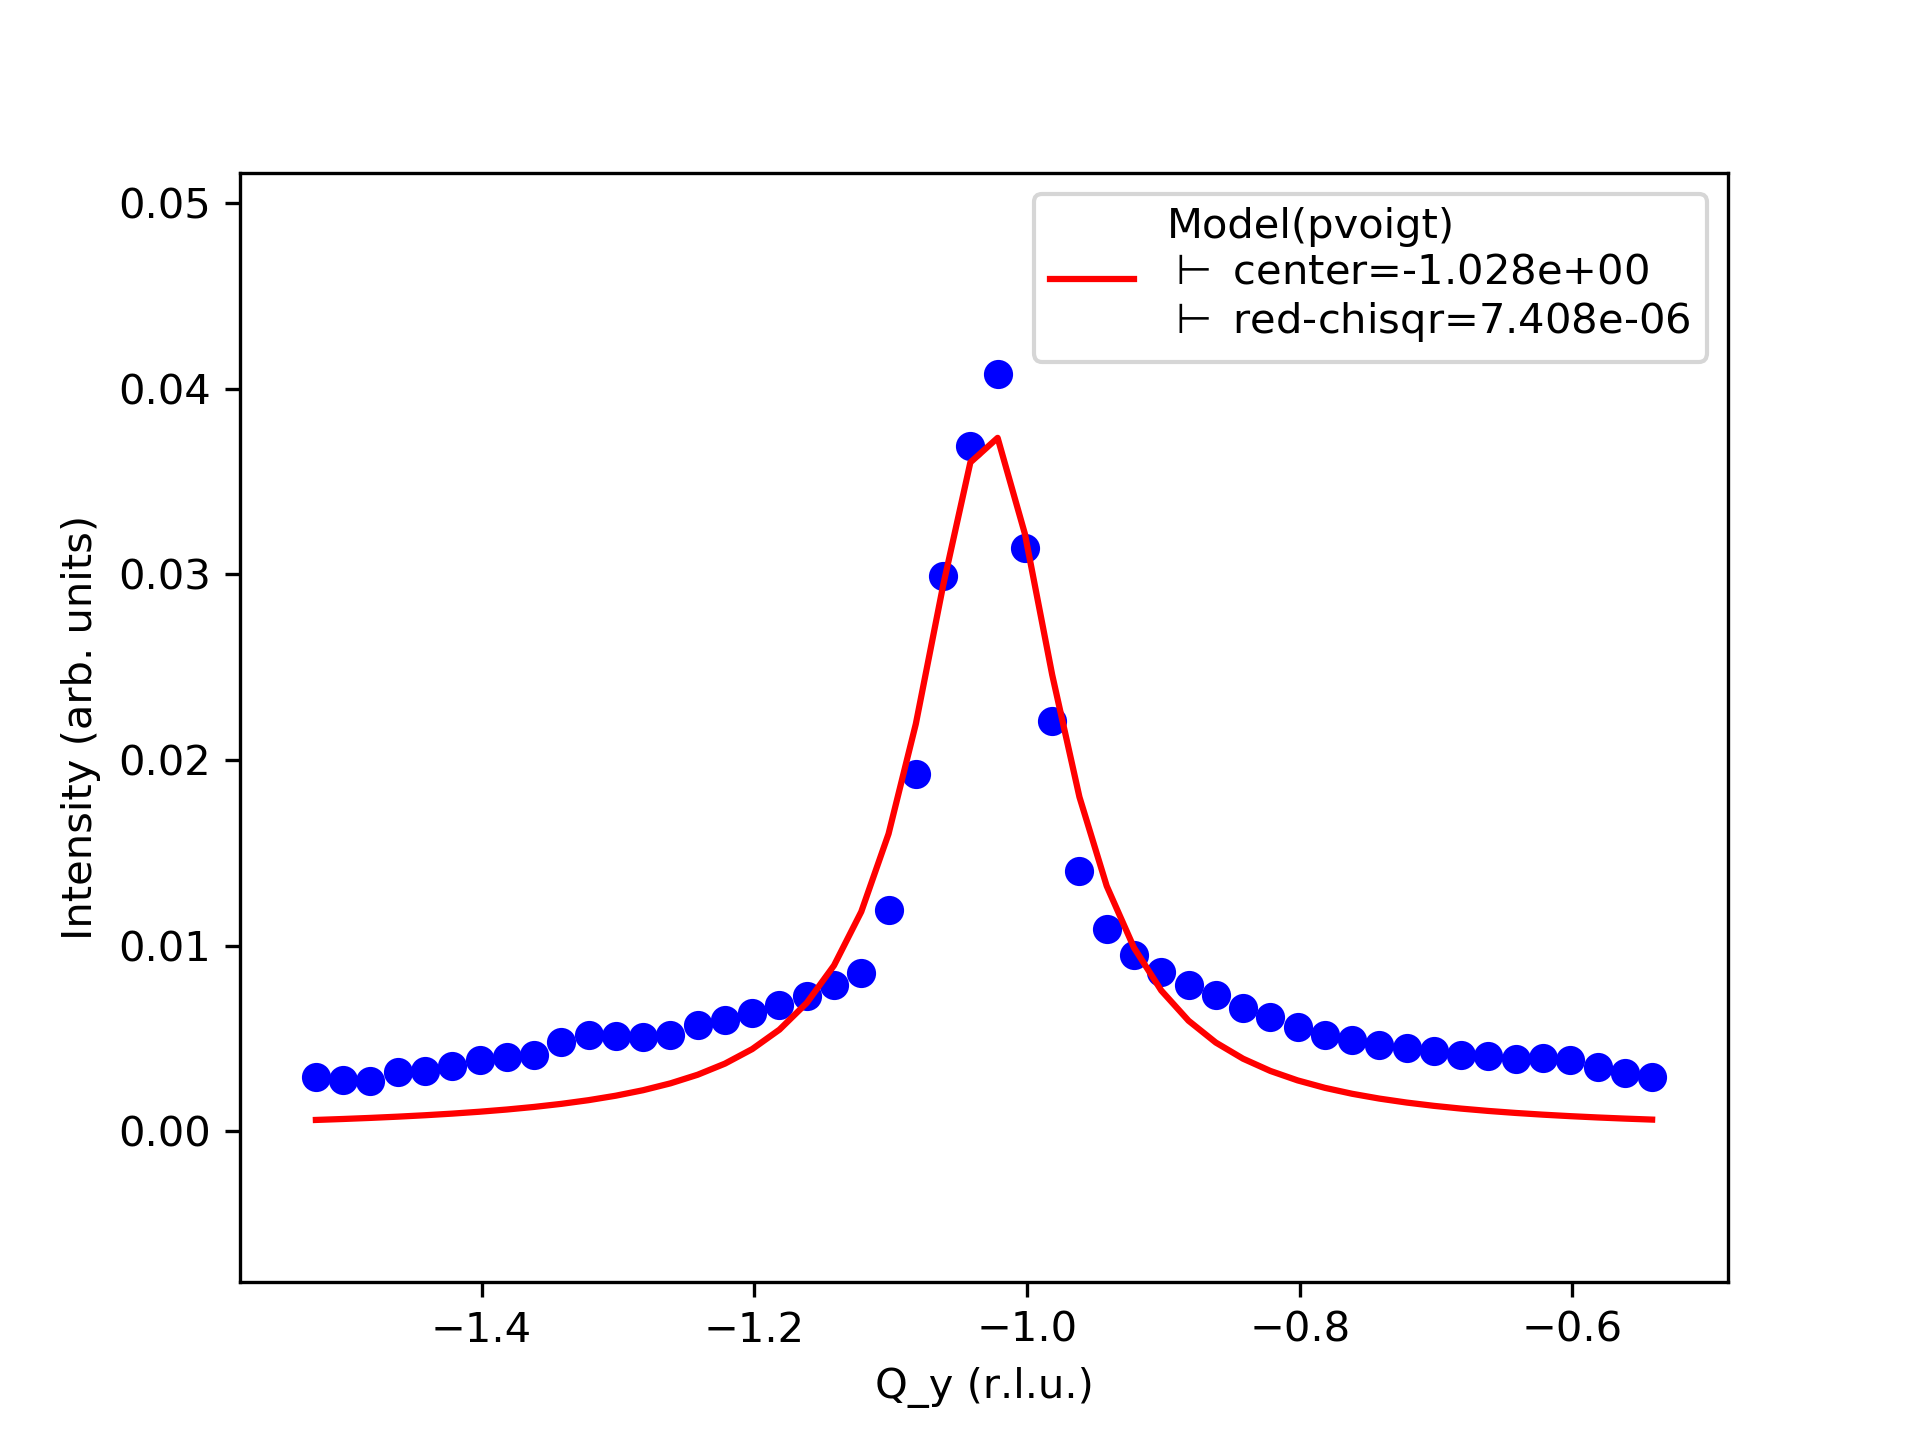 0.05
0.04
0.03
0.02
0.01
0.00
Intensity (arb. units)
Model(pvoigt)
⊢ center=-1.028e+00
⊢ red-chisqr=7.408e-06
−1.4 −1.2 −1.0 −0.8 −0.6
Q_y (r.l.u.)